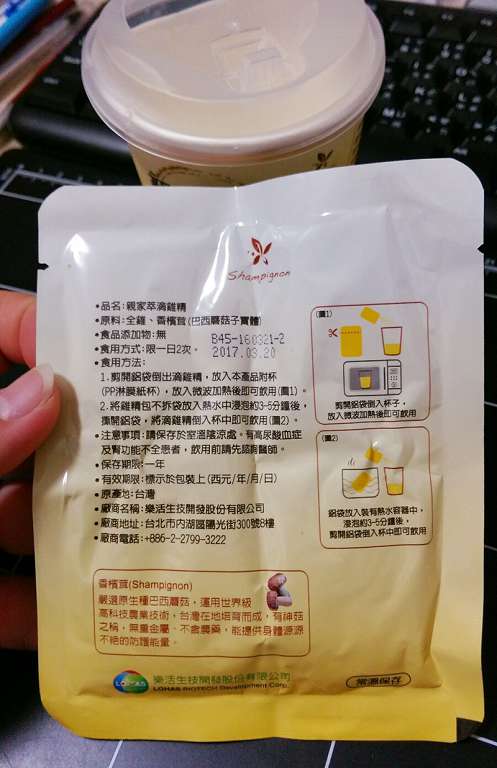 Shampignon
•品名:親家萃滴雞精
•原料:全雞、香檳茸(巴西蘑菇子實體)
•食品添加物:無
B45-160321-2
•食用方式:限一日2次。
2017.03.20
•食用方法:
1.剪開鋁袋倒出滴雞精，放入本產品附杯
(PP淋膜紙杯)，放入微波加熱後即可飲用(圖1)。
2.將雞精包不拆袋放入熱水中浸泡約3-5分鐘後，
撕開鋁袋，將滴雞精倒入杯中即可飲用(圖2)。
•注意事項:請保存於室溫陰涼處。有高尿酸血症
及腎功能不全患者，飲用前請先諮詢醫師。
•保存期限:一年
•有效期限:標示於包裝上(西元/年/月/日)
•原產地:台灣
•廠商名稱:樂活生技開發股份有限公司
•廠商地址:台北市內湖區陽光街300號8樓
•廠商電話:+886-2-2799-3222
(圖1)
剪開鋁袋倒入杯子，
放入微波加熱後即可飲用
(圖2)
鋁袋放入裝有熱水容器中，
浸泡約3-5分鐘後，
剪開鋁袋倒入杯中即可飲用
香檳茸(Shampignon)
嚴選原生種巴西蘑菇，運用世界級
高科技農業技術，台灣在地培育而成，有神菇
之稱，無重金屬、不含農藥，能提供身體源源
不絕的防護能量。
LOHAS
樂活生技開發股份有限公司
LOHAS BIOTECH Development Corp.
常溫保存